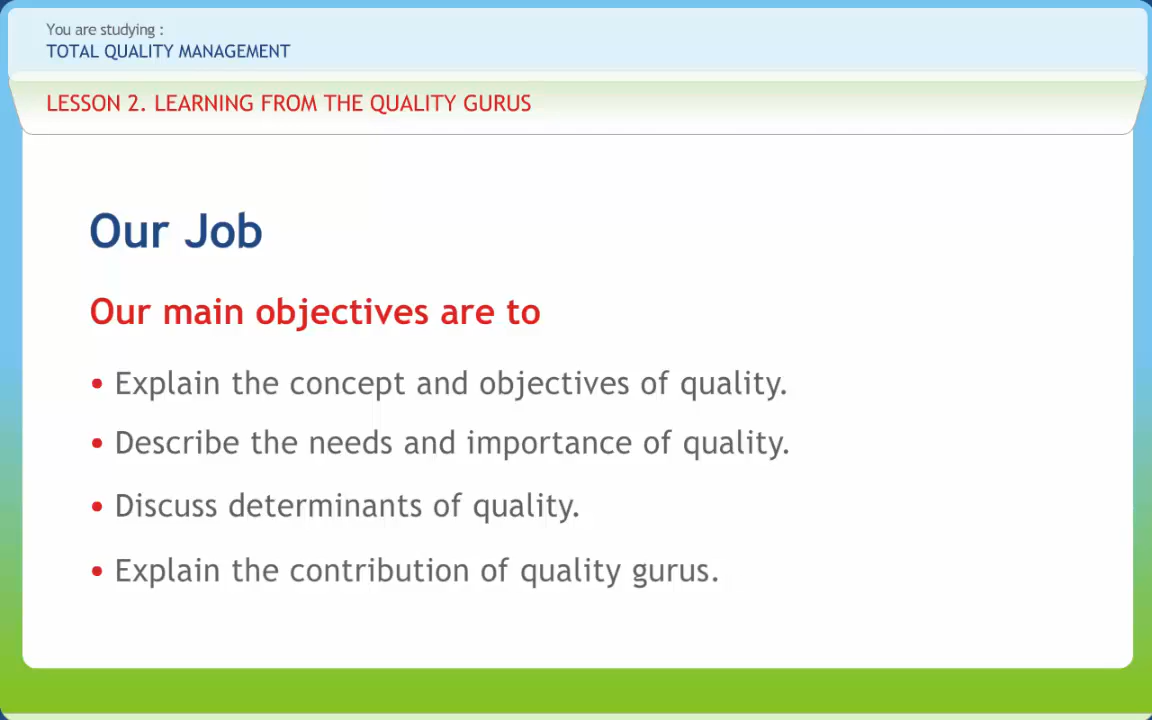 You are studying :
TOTAL QUALITY MANAGEMENT
LESSON 2. LEARNING FROM THE QUALITY GURUS
Our Job
Our main objectives are to
• Explain the concept and objectives of quality.
• Describe the needs and importance of quality.
• Discuss determinants of quality.
• Explain the contribution of quality gurus.